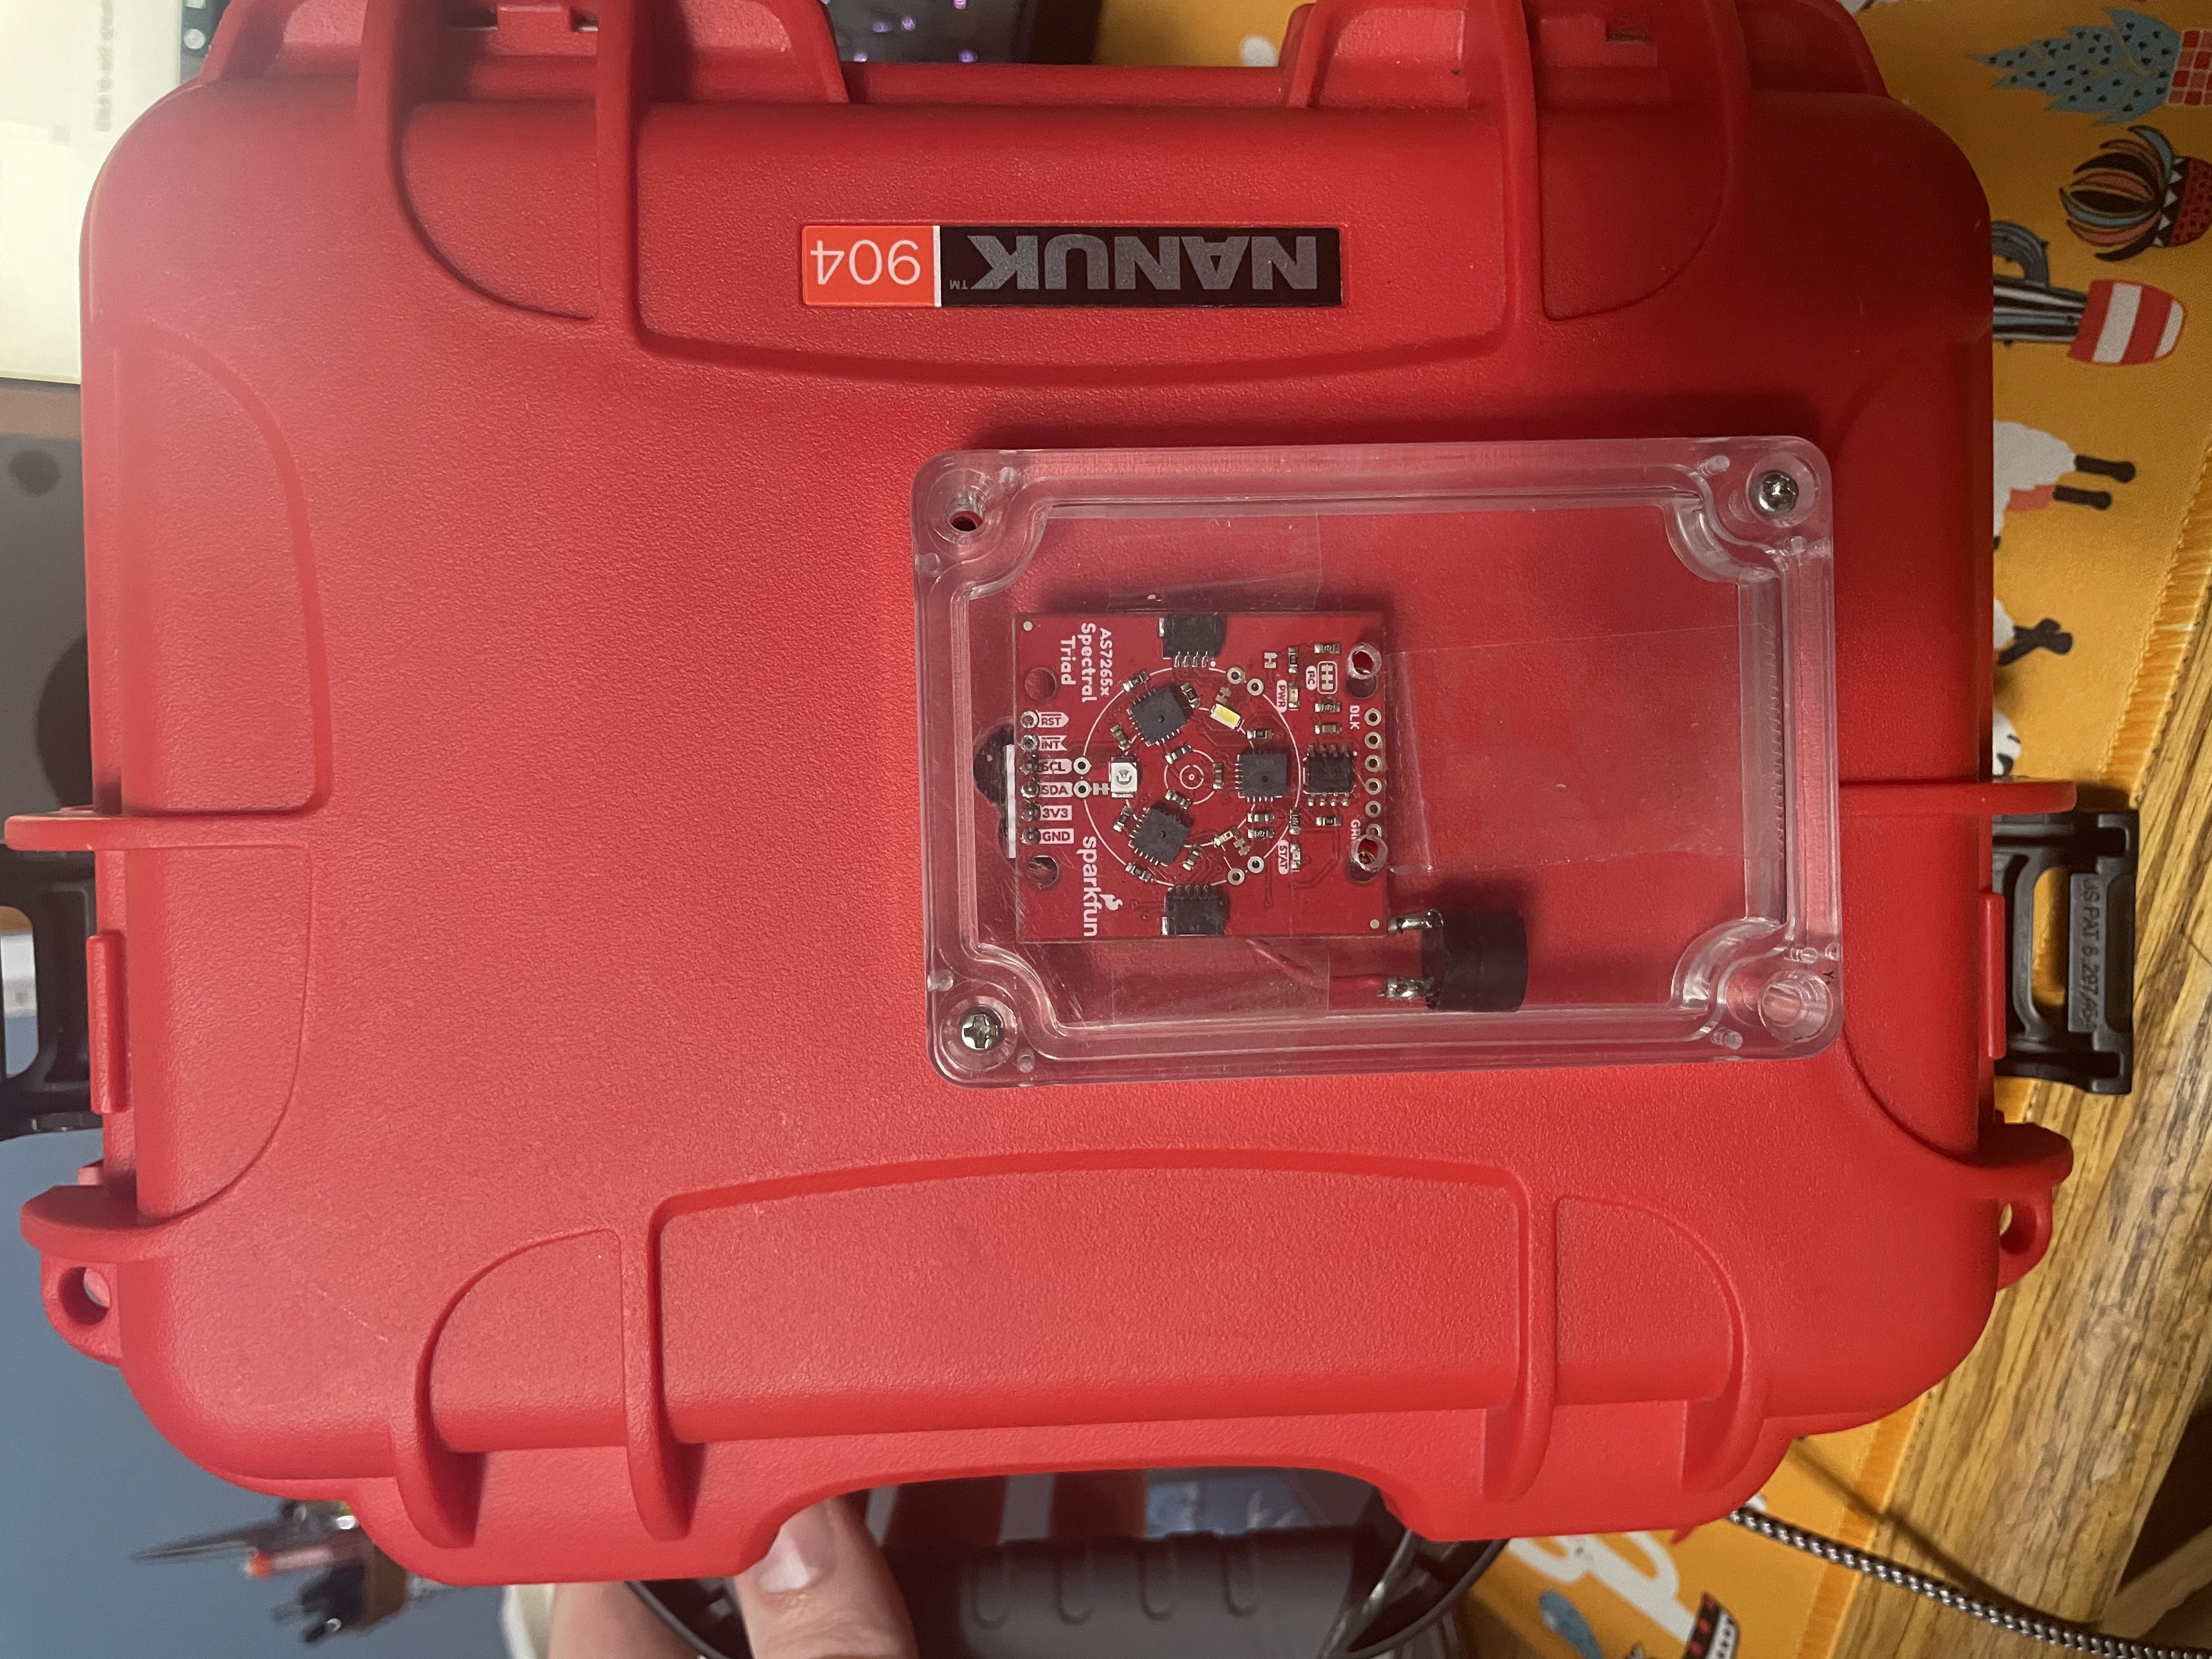 NANUK™ 904
GND
3V3
SDA
SCL
INT
RST
sparkfun
AS7265x
Spectral
Triad
STAT
PWR
I²C
BLK
US PAT 6,297,464